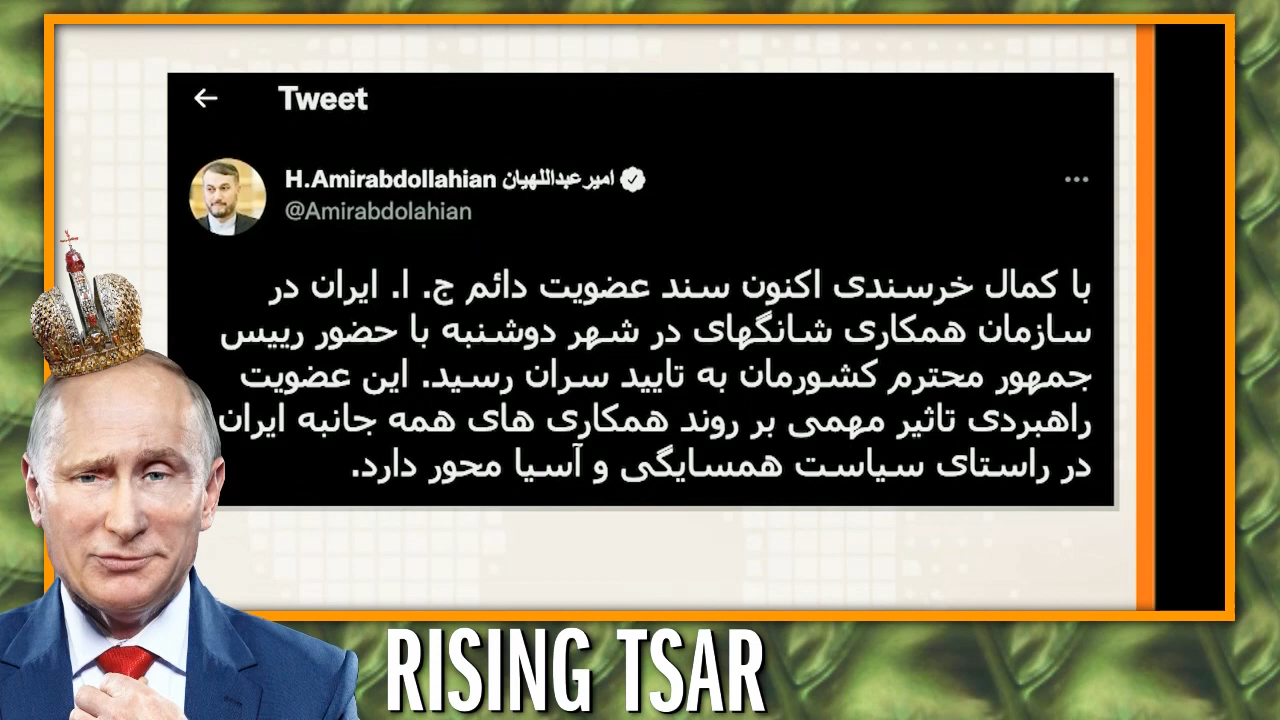 Tweet
H.Amirabdollahian امیرعبداللهیان
@Amirabdolahian
با کمال خرسندی اکنون سند عضویت دائم ج. ا. ایران در
سازمان همکاری شانگهای در شهر دوشنبه با حضور رییس
جمهور محترم کشورمان به تایید سران رسید. این عضویت
راهبردی تاثیر مهمی بر روند همکاری های همه جانبه ایران
در راستای سیاست همسایگی و آسیا محور دارد.
RISING TSAR